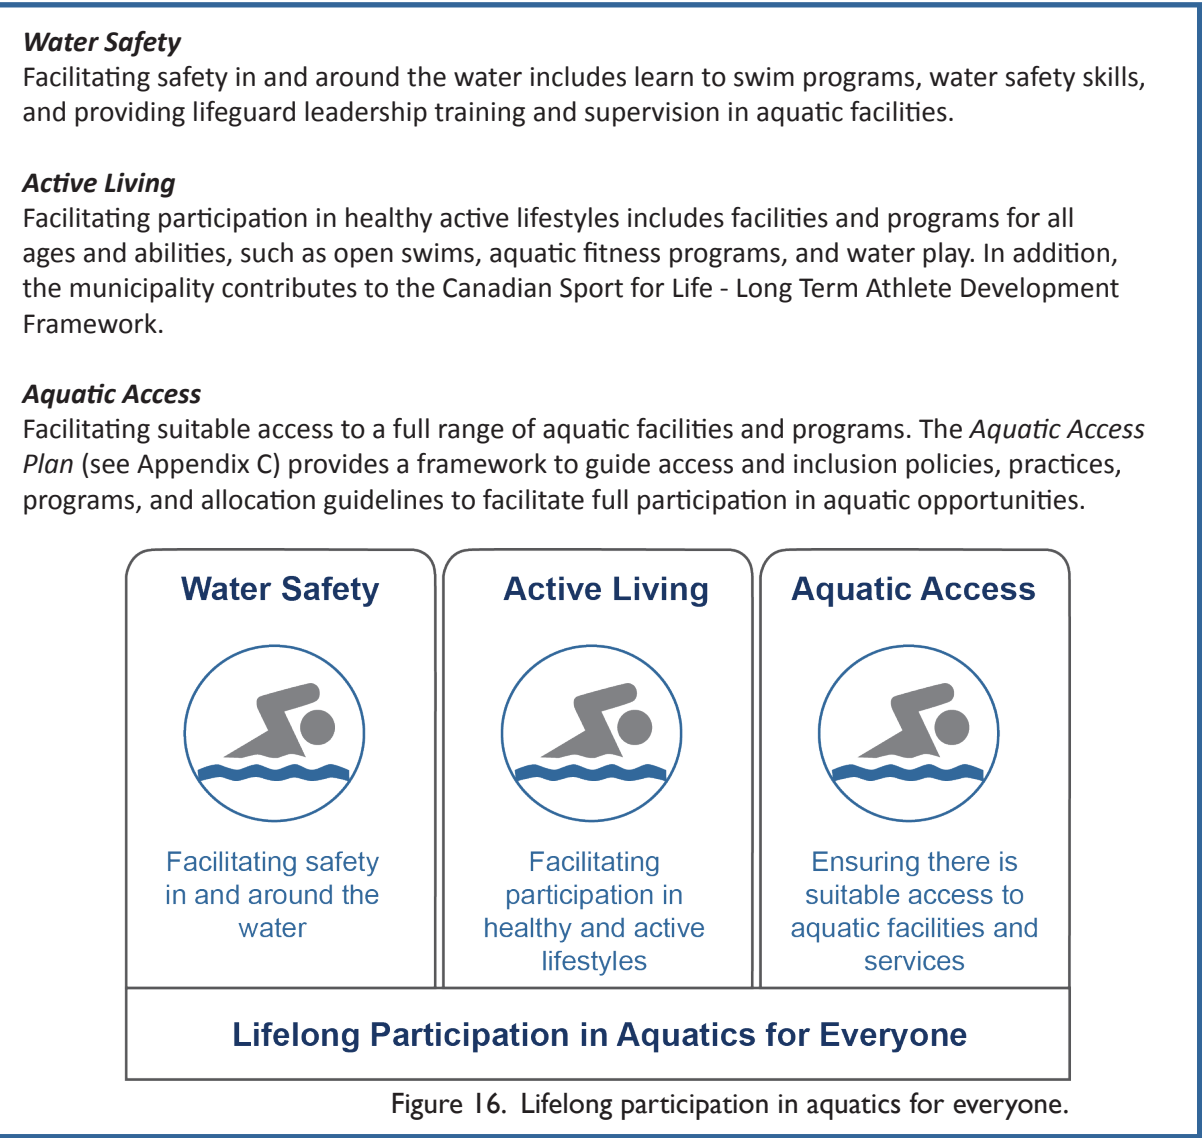 Water Safety
Facilitating safety in and around the water includes learn to swim programs, water safety skills,
and providing lifeguard leadership training and supervision in aquatic facilities.
Active Living
Facilitating participation in healthy active lifestyles includes facilities and programs for all
ages and abilities, such as open swims, aquatic fitness programs, and water play. In addition,
the municipality contributes to the Canadian Sport for Life - Long Term Athlete Development
Framework.
Aquatic Access
Facilitating suitable access to a full range of aquatic facilities and programs. The Aquatic Access
Plan (see Appendix C) provides a framework to guide access and inclusion policies, practices,
programs, and allocation guidelines to facilitate full participation in aquatic opportunities.
Water Safety
Facilitating safety
in and around the
water
Active Living
Facilitating
participation in
healthy and active
lifestyles
Aquatic Access
Ensuring there is
suitable access to
aquatic facilities and
services
Lifelong Participation in Aquatics for Everyone
Figure 16. Lifelong participation in aquatics for everyone.